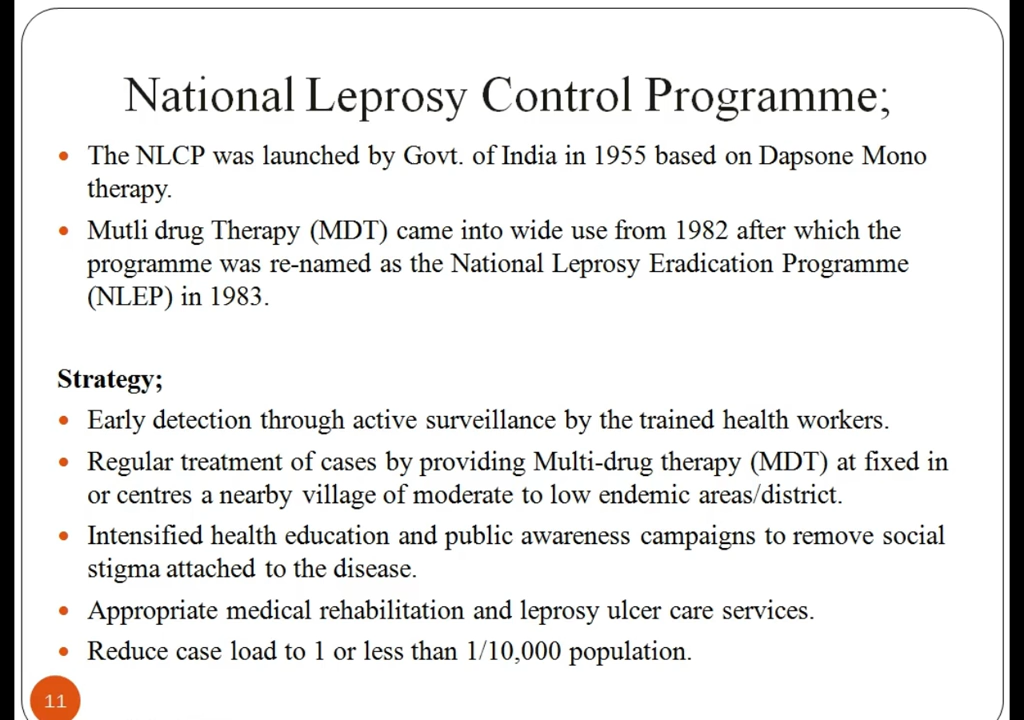 National Leprosy Control Programme;
The NLCP was launched by Govt. of India in 1955 based on Dapsone Mono
therapy.
Mutli drug Therapy (MDT) came into wide use from 1982 after which the
programme was re-named as the National Leprosy Eradication Programme
(NLEP) in 1983.
Strategy;
Early detection through active surveillance by the trained health workers.
Regular treatment of cases by providing Multi-drug therapy (MDT) at fixed in
or centres a nearby village of moderate to low endemic areas/district.
Intensified health education and public awareness campaigns to remove social
stigma attached to the disease.
Appropriate medical rehabilitation and leprosy ulcer care services.
Reduce case load to 1 or less than 1/10,000 population.
11